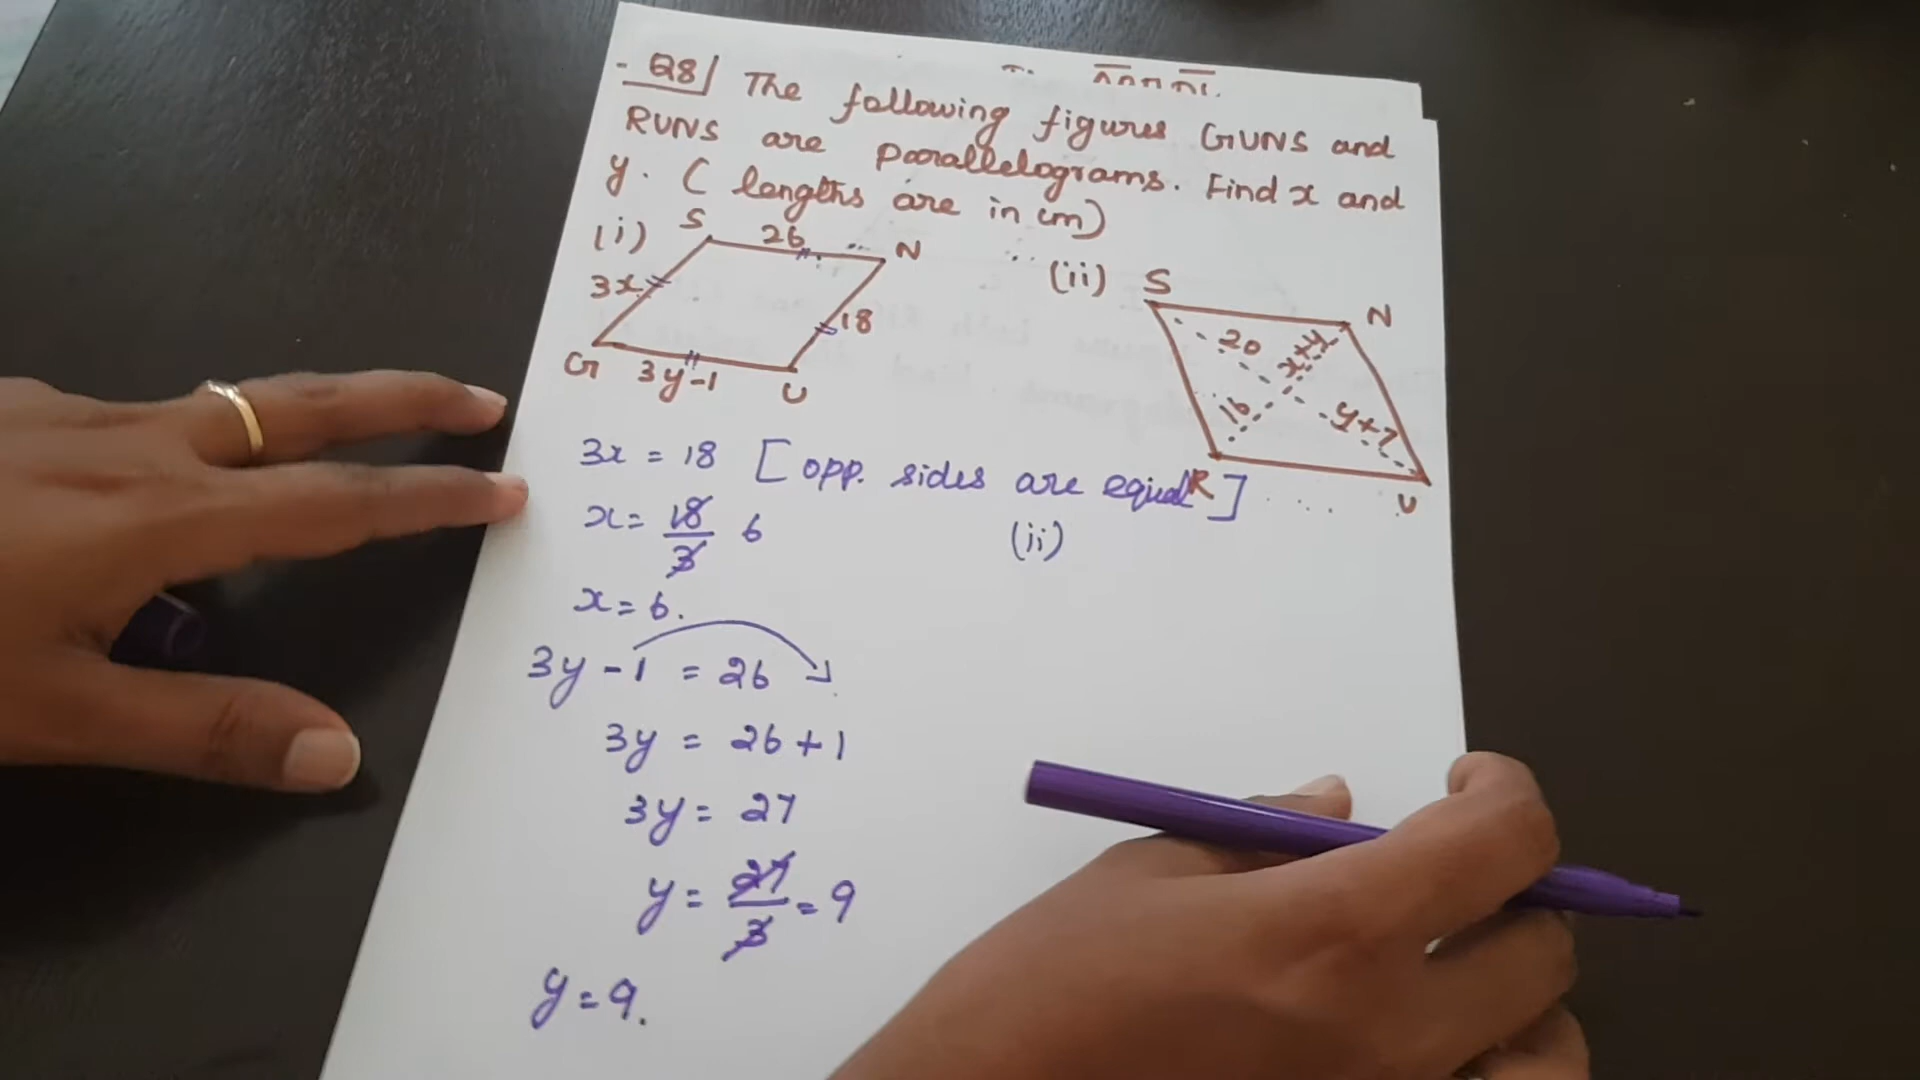 Q8
The following figures GUNS and
RUNS are parallelograms. Find x and
y. ( lengths are in cm)
(i) S 26 N
3x 18
G 3y-1 U
(ii) S N
20
16 y+7
R U
3x = 18 [opp. sides are equal]
x = 18/3 6
x = 6.
3y - 1 = 26
3y = 26 + 1
3y = 27
y = 27/3 = 9
y = 9.
(ii)